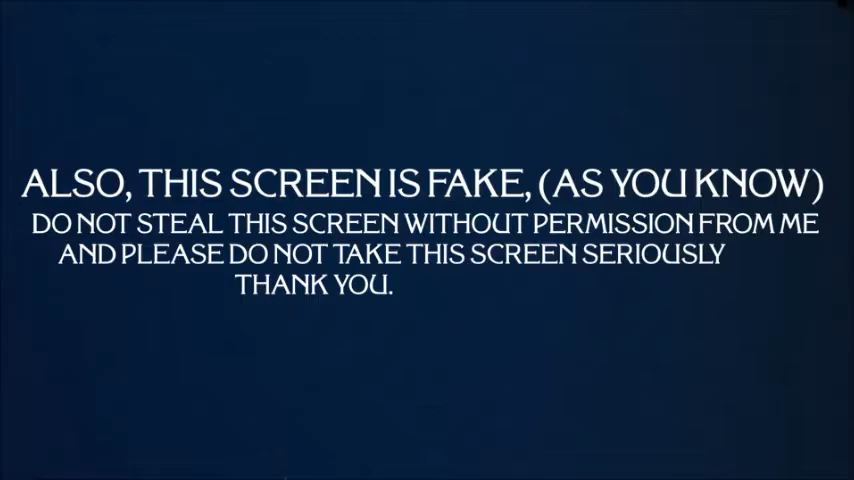 ALSO, THIS SCREEN IS FAKE, (AS YOU KNOW)
DO NOT STEAL THIS SCREEN WITHOUT PERMISSION FROM ME
AND PLEASE DO NOT TAKE THIS SCREEN SERIOUSLY
THANK YOU.